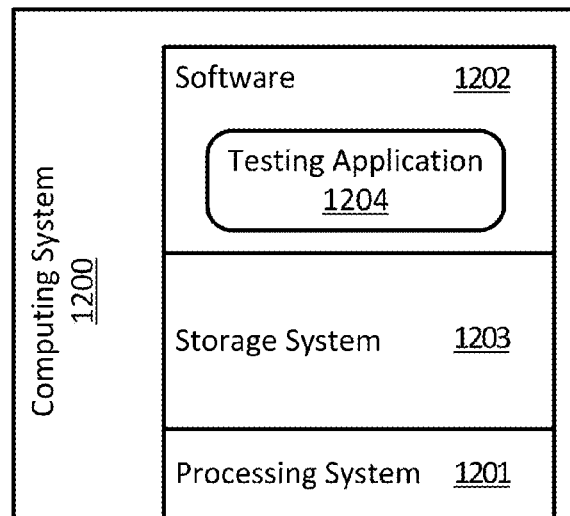 Computing System
1200
Software 1202
Testing Application
1204
Storage System 1203
Processing System 1201